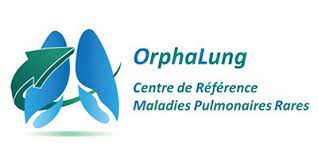 OrphaLung
Centre de Référence
Maladies Pulmonaires Rares